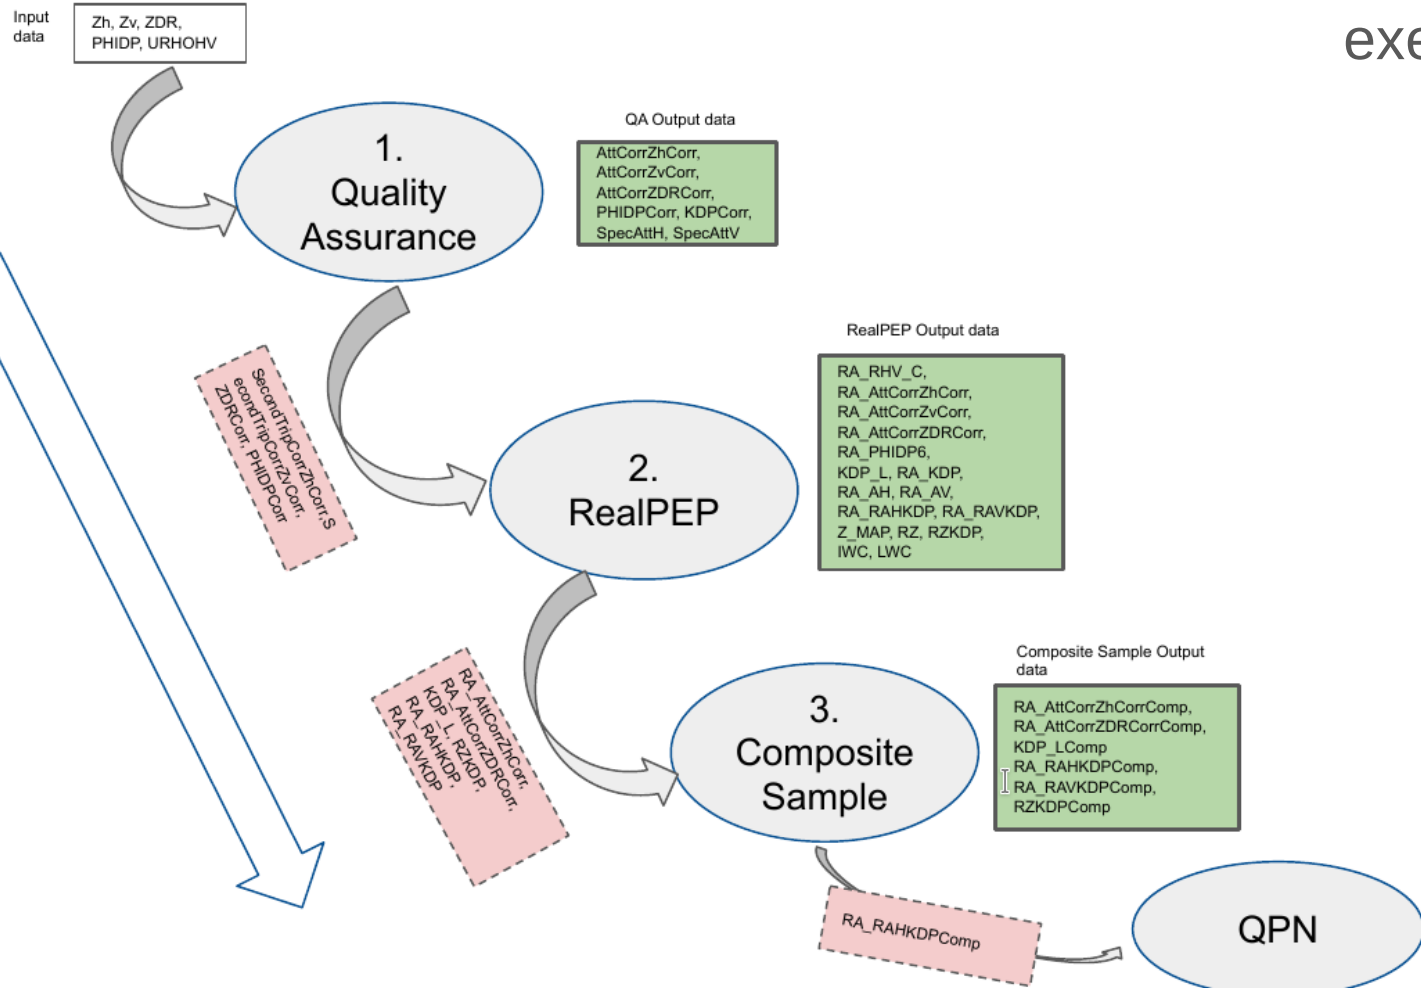 Input
data
Zh, Zv, ZDR,
PHIDP, URHOHV
exe
1.
Quality
Assurance
QA Output data
AttCorrZhCorr,
AttCorrZvCorr,
AttCorrZDRCorr,
PHIDPCorr, KDPCorr,
SpecAttH, SpecAttV
SecondTripCorrZhCorr,S
econdTripCorrZvCorr,
ZDRCorr, PHIDPCorr
2.
RealPEP
RealPEP Output data
RA_RHV_C,
RA_AttCorrZhCorr,
RA_AttCorrZvCorr,
RA_AttCorrZDRCorr,
RA_PHIDP6,
KDP_L, RA_KDP,
RA_AH, RA_AV,
RA_RAHKDP, RA_RAVKDP,
Z_MAP, RZ, RZKDP,
IWC, LWC
RA_AttCorrZhCorr,
RA_AttCorrZDRCorr,
KDP_L, RZKDP,
RA_RAHKDP,
RA_RAVKDP
3.
Composite
Sample
Composite Sample Output
data
RA_AttCorrZhCorrComp,
RA_AttCorrZDRCorrComp,
KDP_LComp
RA_RAHKDPComp,
RA_RAVKDPComp,
RZKDPComp
RA_RAHKDPComp
QPN